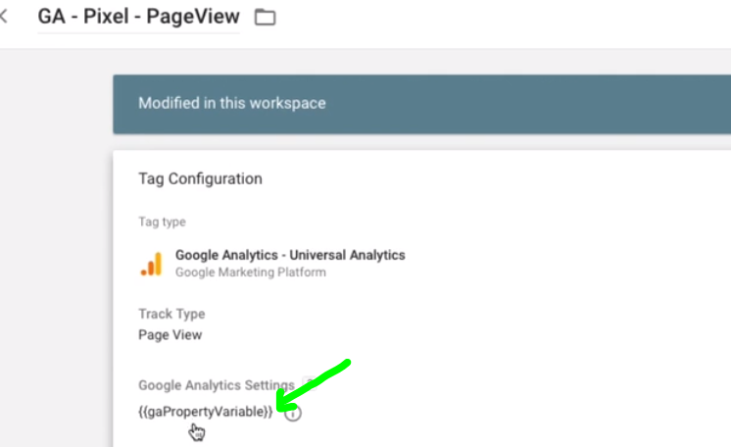 GA - Pixel - PageView
Modified in this workspace
Tag Configuration
Tag type
Google Analytics - Universal Analytics
Google Marketing Platform
Track Type
Page View
Google Analytics Settings
{{gaPropertyVariable}}